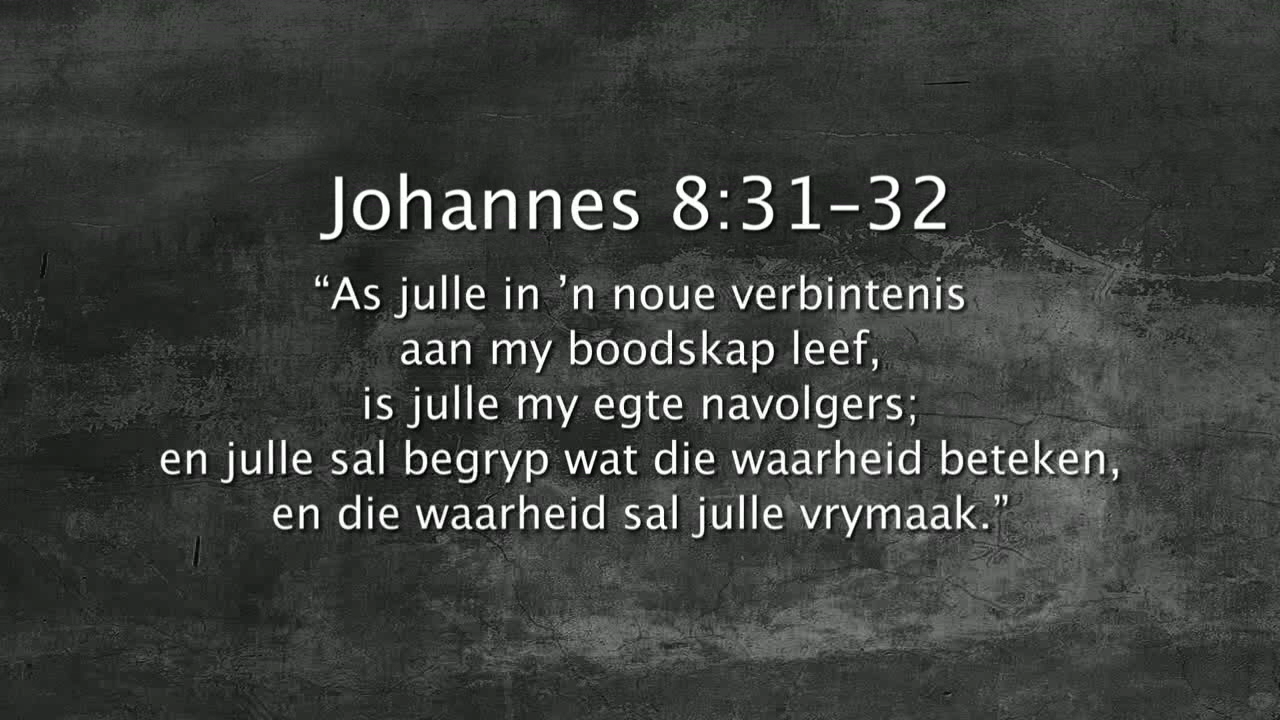 Johannes 8:31–32
“As julle in ’n noue verbintenis
aan my boodskap leef,
is julle my egte navolgers;
en julle sal begryp wat die waarheid beteken,
en die waarheid sal julle vrymaak.”